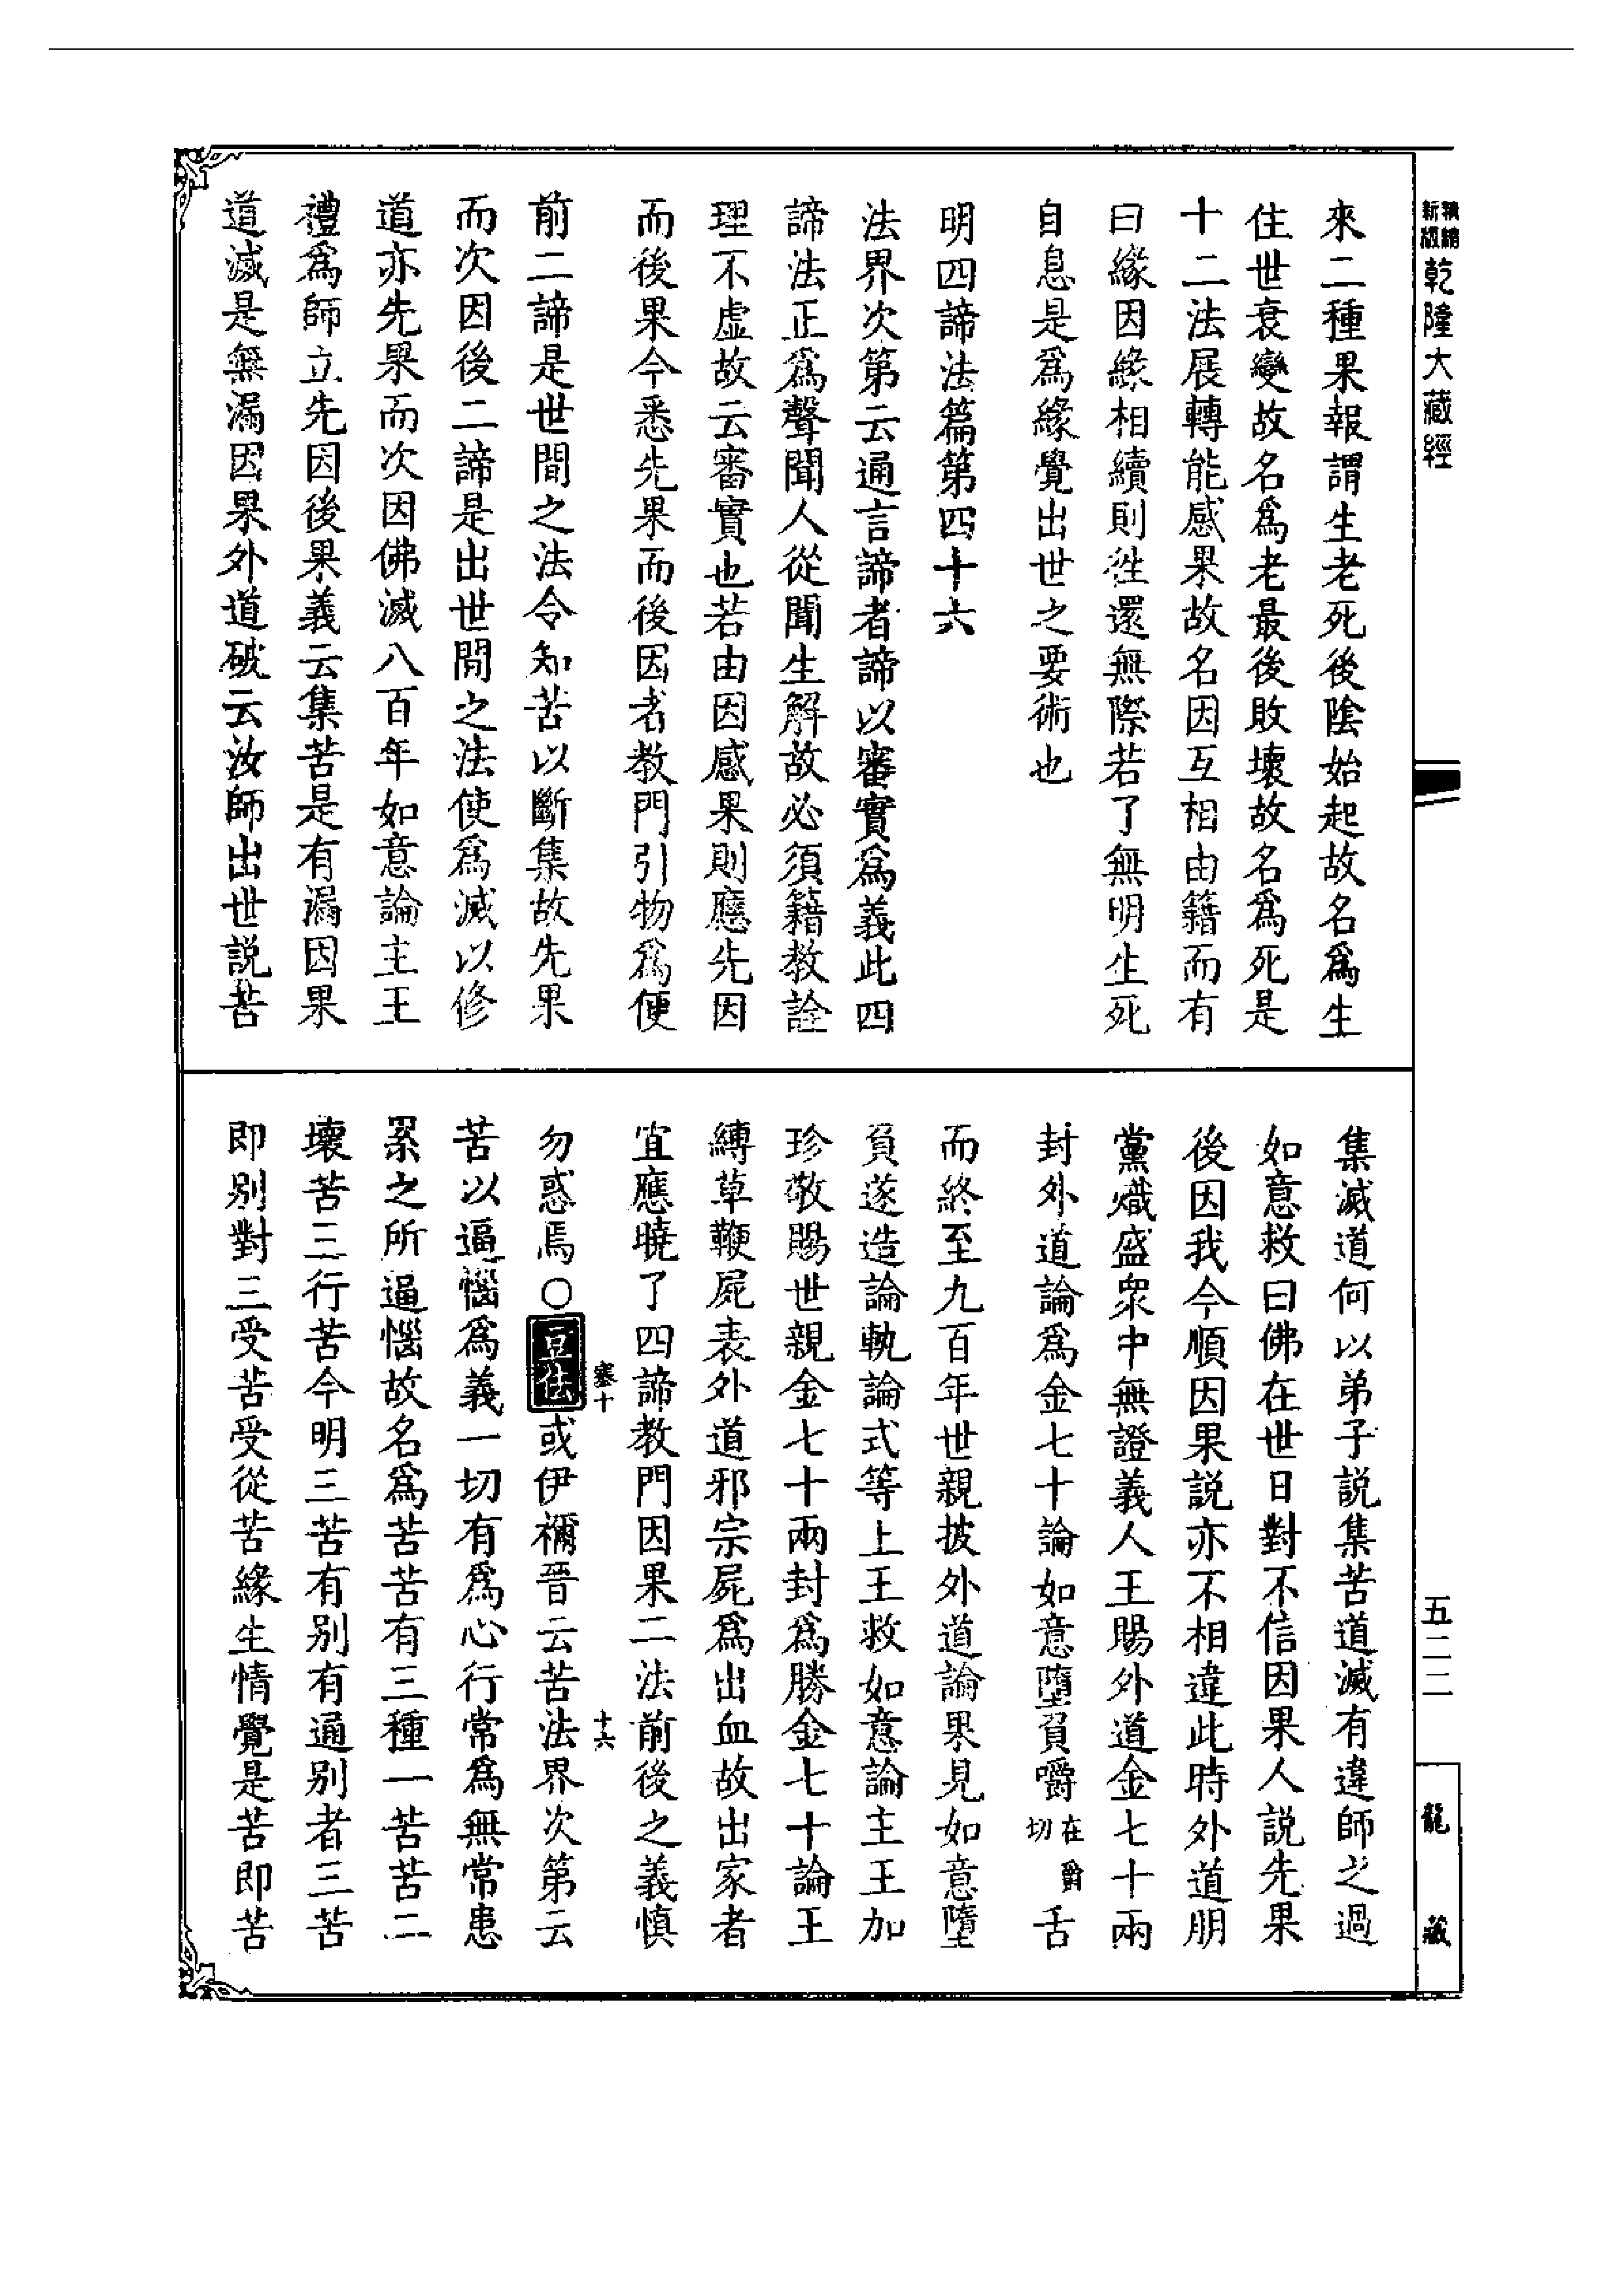 新版
乾隆大藏經
來二種果報謂生老死後陰始起故名爲生
住世衰變故名爲老最後敗壞故名爲死是
十二法展轉能感果故名因互相由籍而有
曰緣因緣相續則徃還無際若了無明生死
自息是爲緣覺出世之要術也
明四諦法篇第四十六
法界次第云通言諦者諦以審實爲義此四
諦法正爲聲聞人從聞生解故必須籍教詮
理不虛故云審實也若由因感果則應先因
而後果今悉先果而後因者教門引物爲便
前二諦是世間之法令知苦以斷集故先果
而次因後二諦是出世間之法使爲滅以修
道亦先果而次因佛滅八百年如意論主王
禮爲師立先因後果義云集苦是有漏因果
道滅是無漏因果外道破云汝師出世説苦
集滅道何以弟子説集苦道滅有違師之過
如意救曰佛在世日對不信因果人説先果
後因我今順因果説亦不相違此時外道朋
黨熾盛衆中無證義人王賜外道金七十兩
封外道論爲金七十論如意墮負嚼在爵切舌
而終至九百年世親披外道論果見如意墮
負遂造論軌論式等上王救如意論主王加
珍敬賜世親金七十兩封爲勝金七十論王
縛草鞭屍表外道邪宗屍爲出血故出家者
宜應曉了四諦教門因果二法前後之義慎
塞十
十六
勿惑焉○豆佉或伊禰晉云苦法界次第云
苦以逼惱爲義一切有爲心行常爲無常患
累之所逼惱故名爲苦苦有三種一苦苦二
壞苦三行苦今明三苦有别有通别者三苦
即别對三受苦受從苦緣生情覺是苦即苦
五二二
龍藏